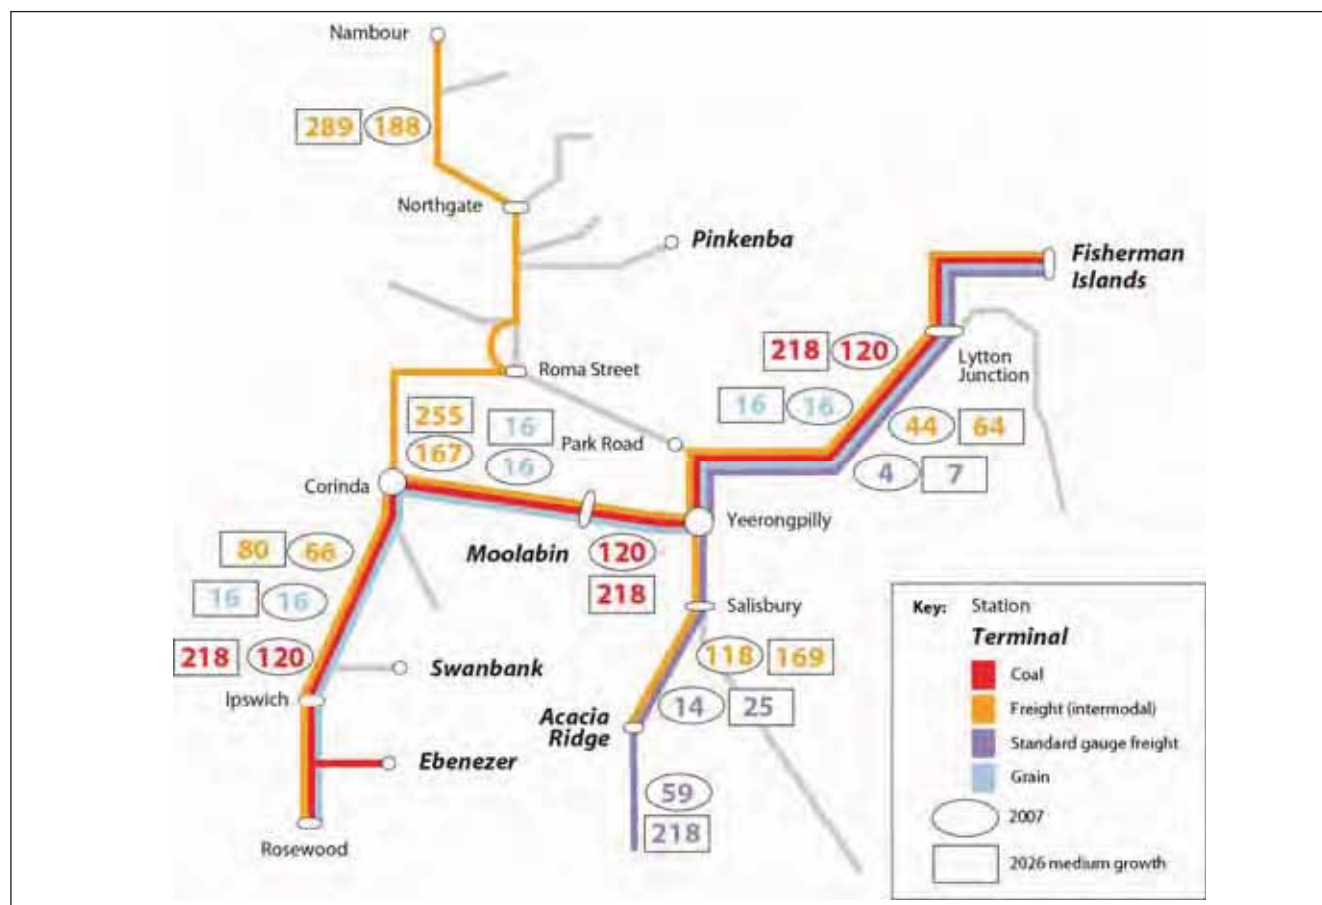 Nambour
289 188
Northgate
Pinkenba
Fisherman
Islands
218 120
Lytton
Junction
Roma Street
16 16
255
16
44 64
Park Road
167
16
4 7
Corinda
Yeerongpilly
80 66
Moolabin
120
16 16
218
Salisbury
218 120
Swanbank
118 169
Ipswich
14 25
Acacia
Ridge
Ebenezer
59
218
Rosewood
Key: Station
Terminal
Coal
Freight (intermodal)
Standard gauge freight
Grain
2007
2026 medium growth